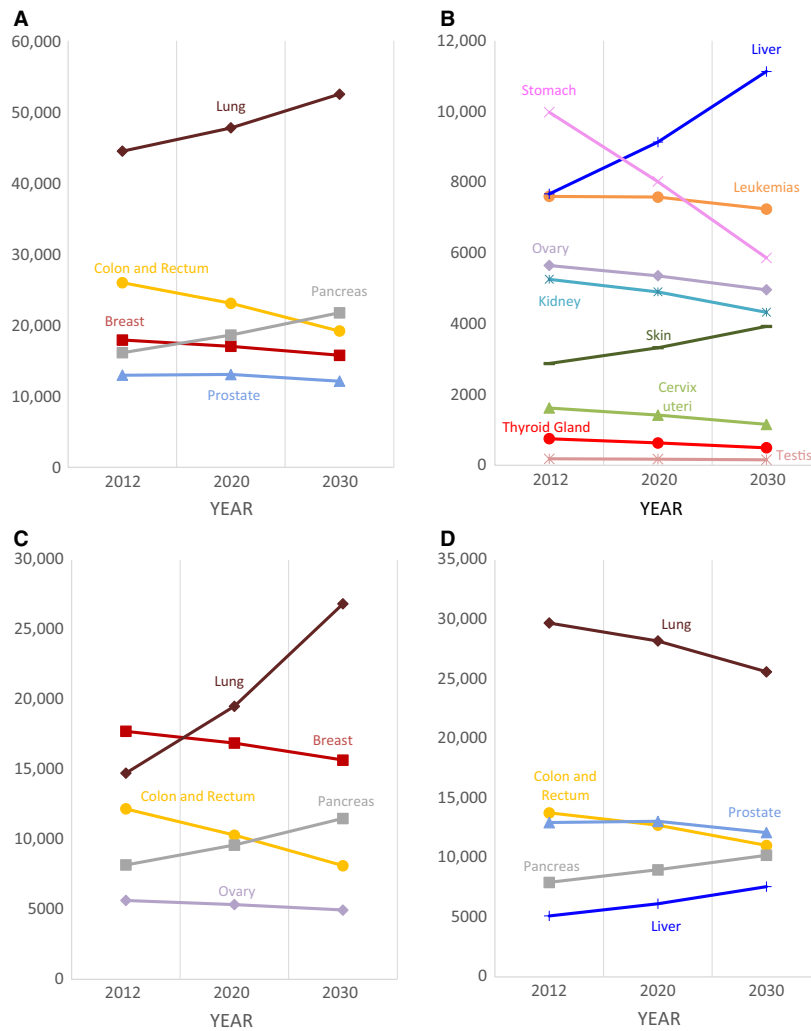 A
60,000
50,000
40,000
30,000
20,000
10,000
0
Lung
Colon and Rectum
Pancreas
Breast
Prostate
2012
2020
2030
YEAR
B
12,000
10,000
8000
6000
4000
2000
0
Liver
Stomach
Leukemias
Ovary
Kidney
Skin
Cervix
uteri
Thyroid Gland
Testis
2012
2020
2030
YEAR
C
30,000
25,000
20,000
15,000
10,000
5000
0
Lung
Breast
Colon and Rectum
Pancreas
Ovary
2012
2020
2030
YEAR
D
35,000
30,000
25,000
20,000
15,000
10,000
5000
0
Lung
Colon and
Rectum
Prostate
Pancreas
Liver
2012
2020
2030
YEAR